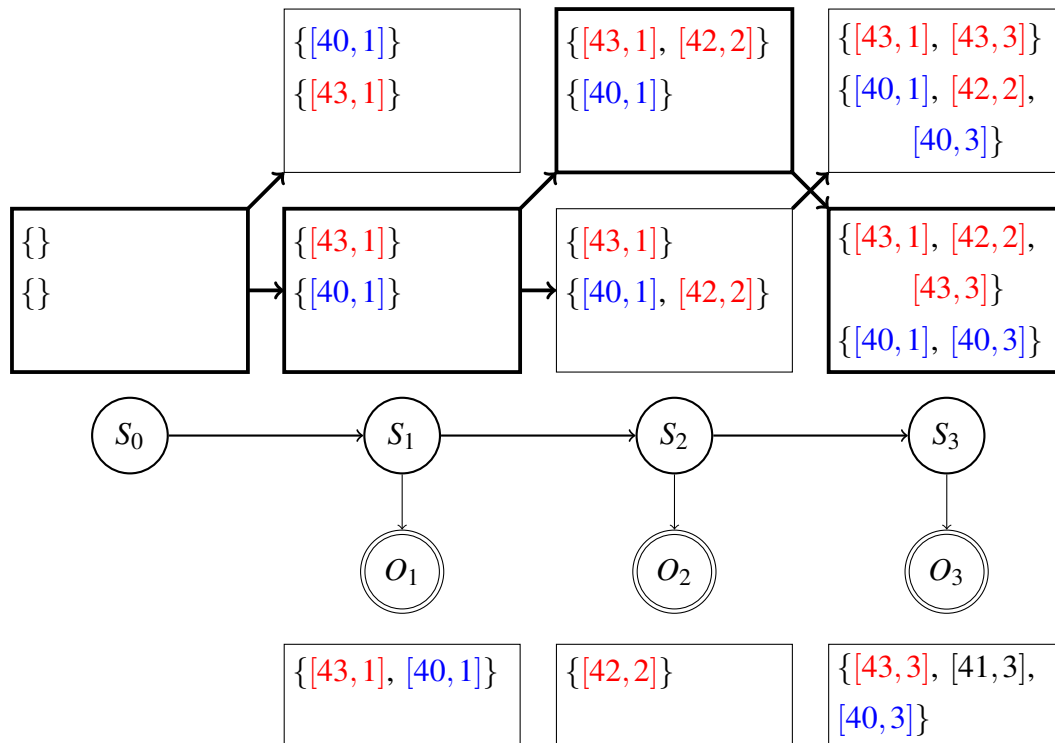 {[40, 1]}
{[43, 1]}
{[43, 1], [42, 2]}
{[40, 1]}
{[43, 1], [43, 3]}
{[40, 1], [42, 2],
[40, 3]}
{}
{}
{[43, 1]}
{[40, 1]}
{[43, 1]}
{[40, 1], [42, 2]}
{[43, 1], [42, 2],
[43, 3]}
{[40, 1], [40, 3]}
S0 S1 S2 S3
O1 O2 O3
{[43, 1], [40, 1]}
{[42, 2]}
{[43, 3], [41, 3],
[40, 3]}